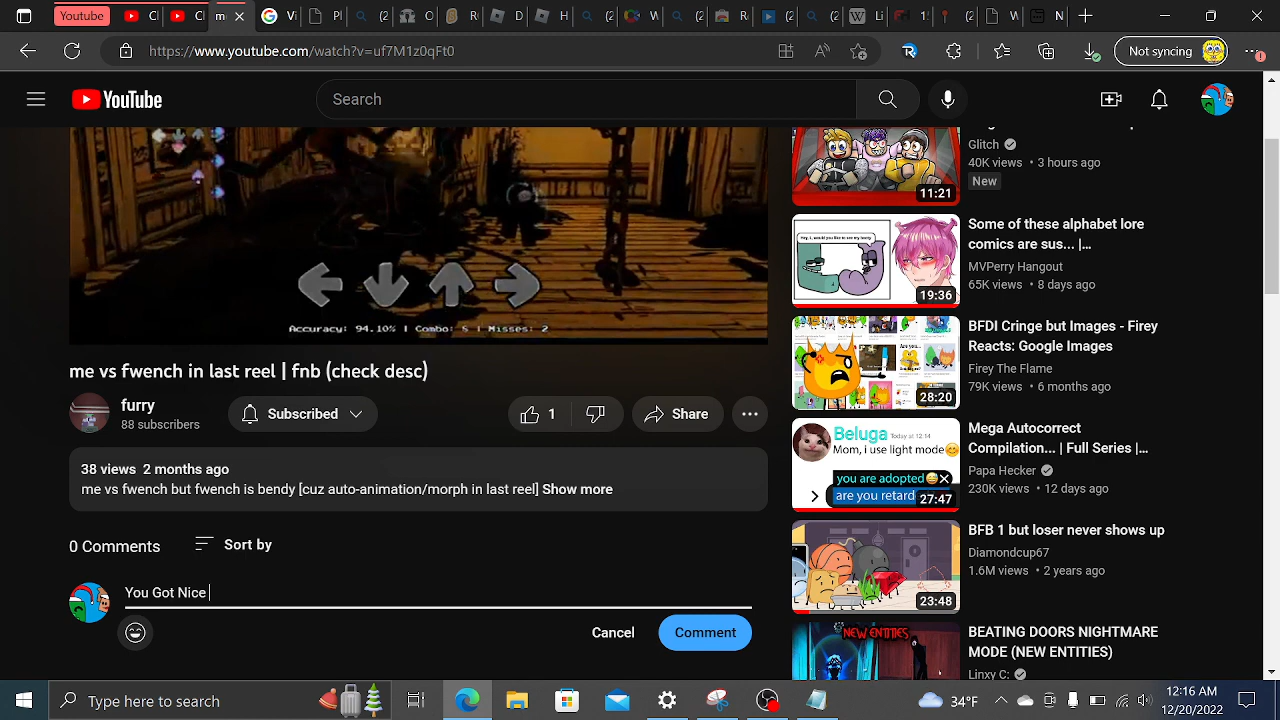 Youtube
https://www.youtube.com/watch?v=uf7M1z0qFt0
Not syncing
YouTube
Search
Accuracy: 94.10% | Combo: 6 | Misses: 2
me vs fwench in last reel | fnb (check desc)
furry
88 subscribers
Subscribed
1
Share
38 views 2 months ago
me vs fwench but fwench is bendy [cuz auto-animation/morph in last reel] Show more
0 Comments
Sort by
You Got Nice
Cancel
Comment
Glitch
40K views • 3 hours ago
New
11:21
Some of these alphabet lore
comics are sus... |...
MVPerry Hangout
65K views • 8 days ago
19:36
BFDI Cringe but Images - Firey
Reacts: Google Images
Firey The Flame
79K views • 6 months ago
Are you...
28:20
Mega Autocorrect
Compilation... | Full Series |...
Papa Hecker
230K views • 12 days ago
Beluga Today at 12:14
Mom, i use light mode😊
you are adopted😅
are you retard
27:47
BFB 1 but loser never shows up
Diamondcup67
1.6M views • 2 years ago
23:48
BEATING DOORS NIGHTMARE
MODE (NEW ENTITIES)
Linxy C:
NEW ENTITIES
Type here to search
34°F
12:16 AM
12/20/2022